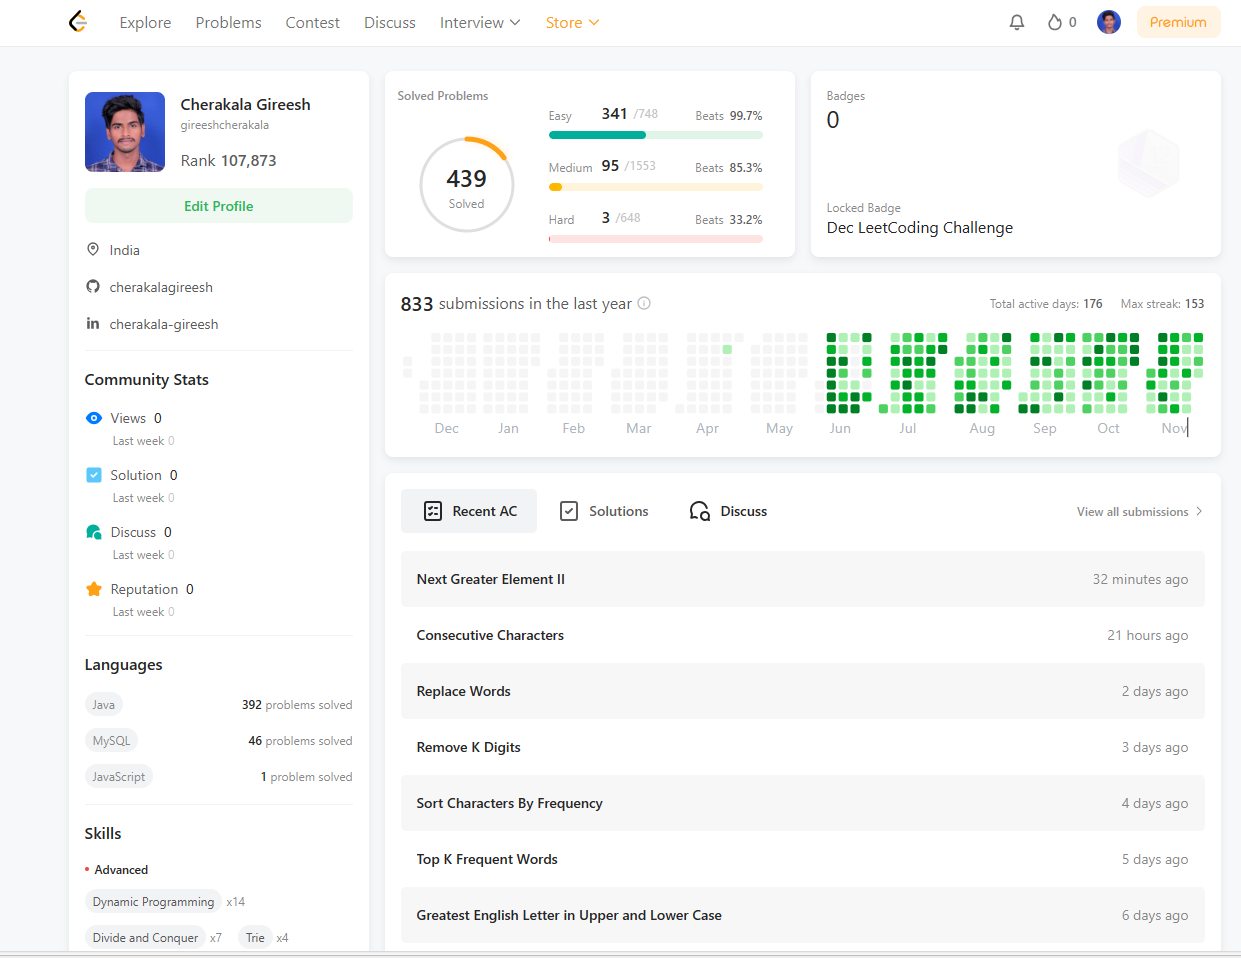 Explore Problems Contest Discuss Interview Store 0 Premium
Cherakala Gireesh
gireeshcherakala
Rank 107,873
Edit Profile
India
cherakalagireesh
cherakala-gireesh
Community Stats
Views 0
Last week 0
Solution 0
Last week 0
Discuss 0
Last week 0
Reputation 0
Last week 0
Languages
Java 392 problems solved
MySQL 46 problems solved
JavaScript 1 problem solved
Skills
Advanced
Dynamic Programming x14
Divide and Conquer x7 Trie x4
Solved Problems
439
Solved
Easy 341 /748 Beats 99.7%
Medium 95 /1553 Beats 85.3%
Hard 3 /648 Beats 33.2%
Badges
0
Locked Badge
Dec LeetCoding Challenge
833 submissions in the last year
Total active days: 176 Max streak: 153
Dec Jan Feb Mar Apr May Jun Jul Aug Sep Oct Nov
Recent AC Solutions Discuss View all submissions
Next Greater Element II 32 minutes ago
Consecutive Characters 21 hours ago
Replace Words 2 days ago
Remove K Digits 3 days ago
Sort Characters By Frequency 4 days ago
Top K Frequent Words 5 days ago
Greatest English Letter in Upper and Lower Case 6 days ago